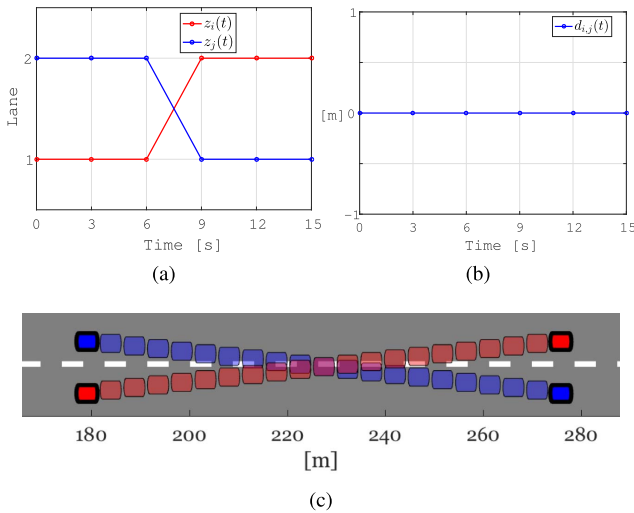 z_i(t)
z_j(t)
Lane
2
1
0 3 6 9 12 15
Time [s]
(a)
d_{i,j}(t)
1
[m] 0
−1
0 3 6 9 12 15
Time [s]
(b)
180 200 220 240 260 280
[m]
(c)